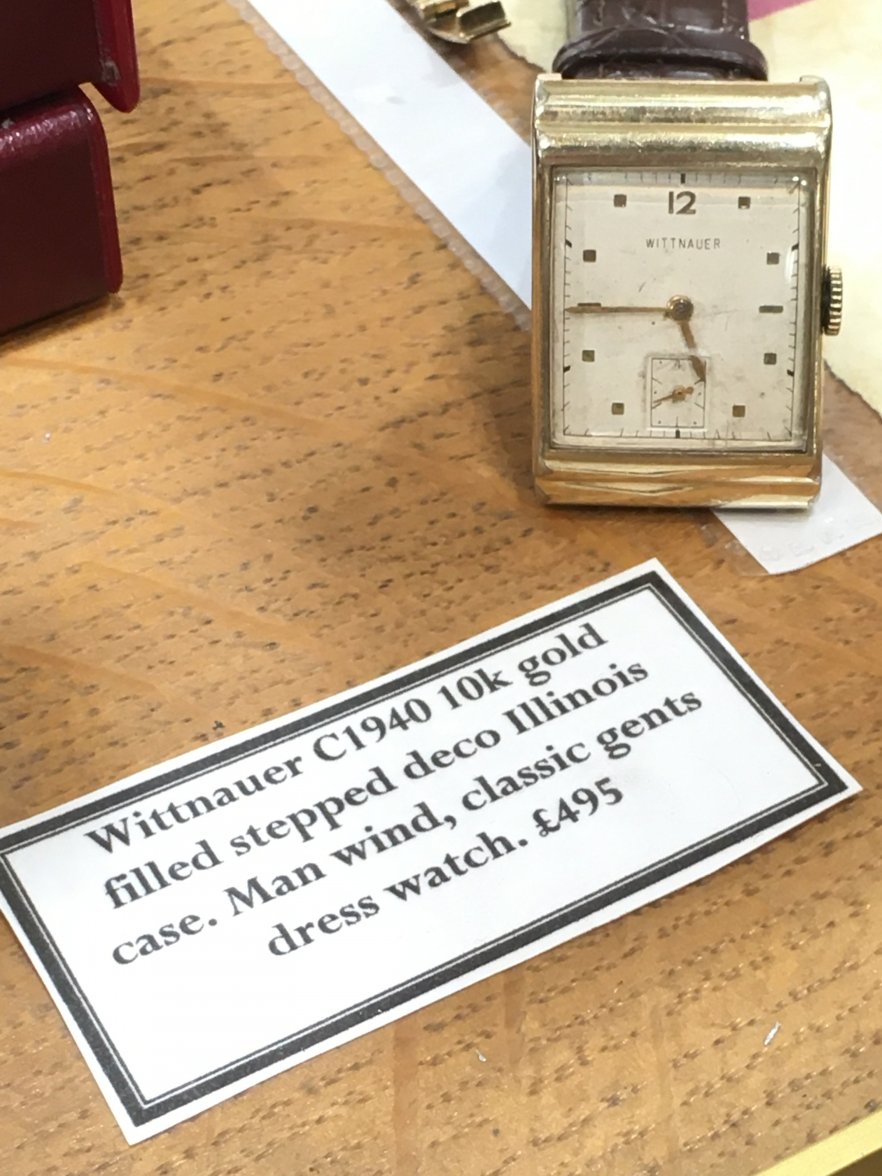 12
WITTNAUER
Wittnauer C1940 10k gold
filled stepped deco Illinois
case. Man wind, classic gents
dress watch. £495